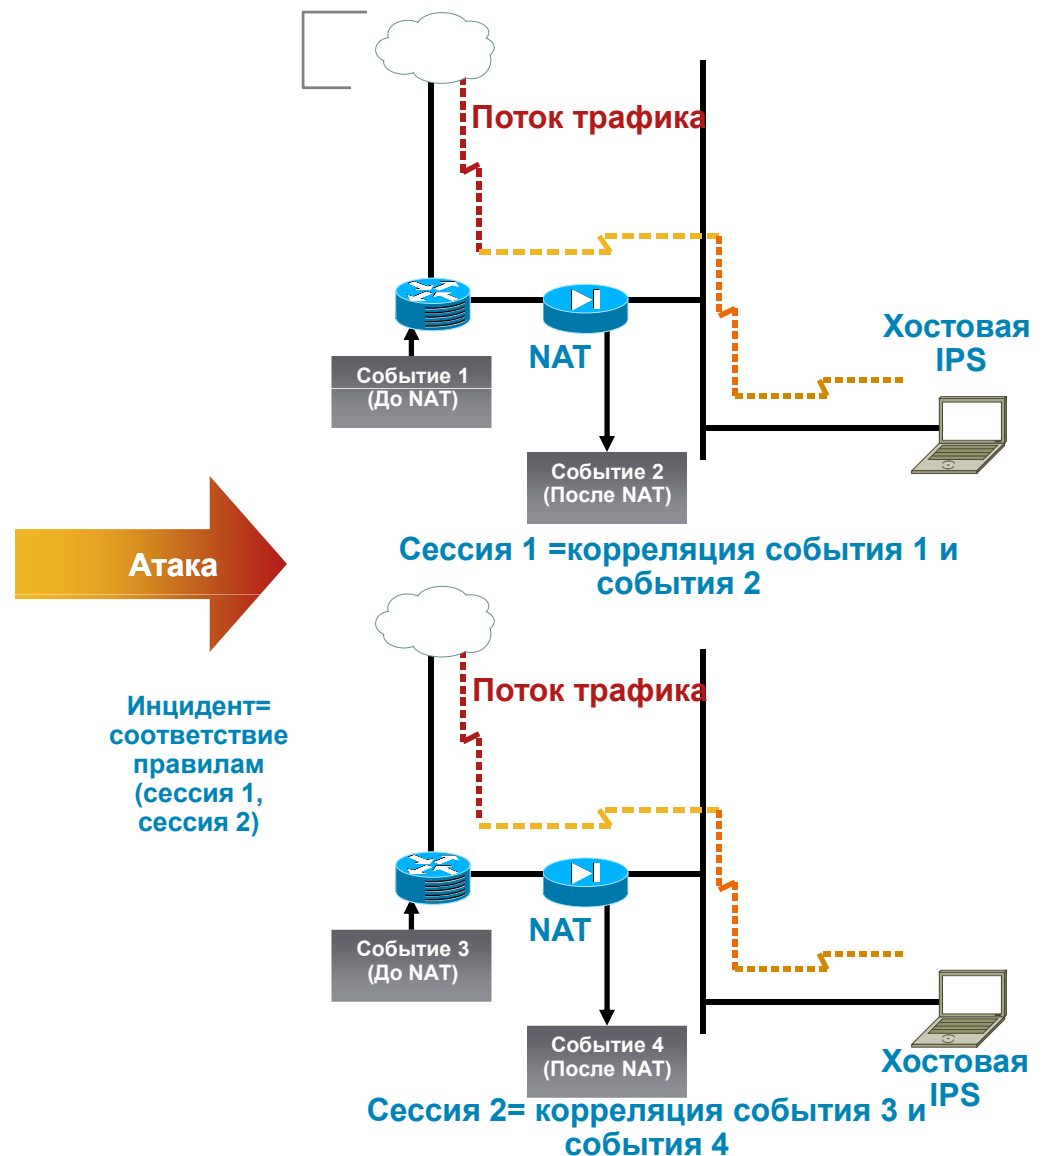 Поток трафика
Хостовая
IPS
NAT
Событие 1
(До NAT)
Событие 2
(После NAT)
Сессия 1 =корреляция события 1 и
события 2
Атака
Инцидент=
соответствие
правилам
(сессия 1,
сессия 2)
Поток трафика
NAT
Событие 3
(До NAT)
Событие 4
(После NAT)
Хостовая
IPS
Сессия 2= корреляция события 3 и
события 4